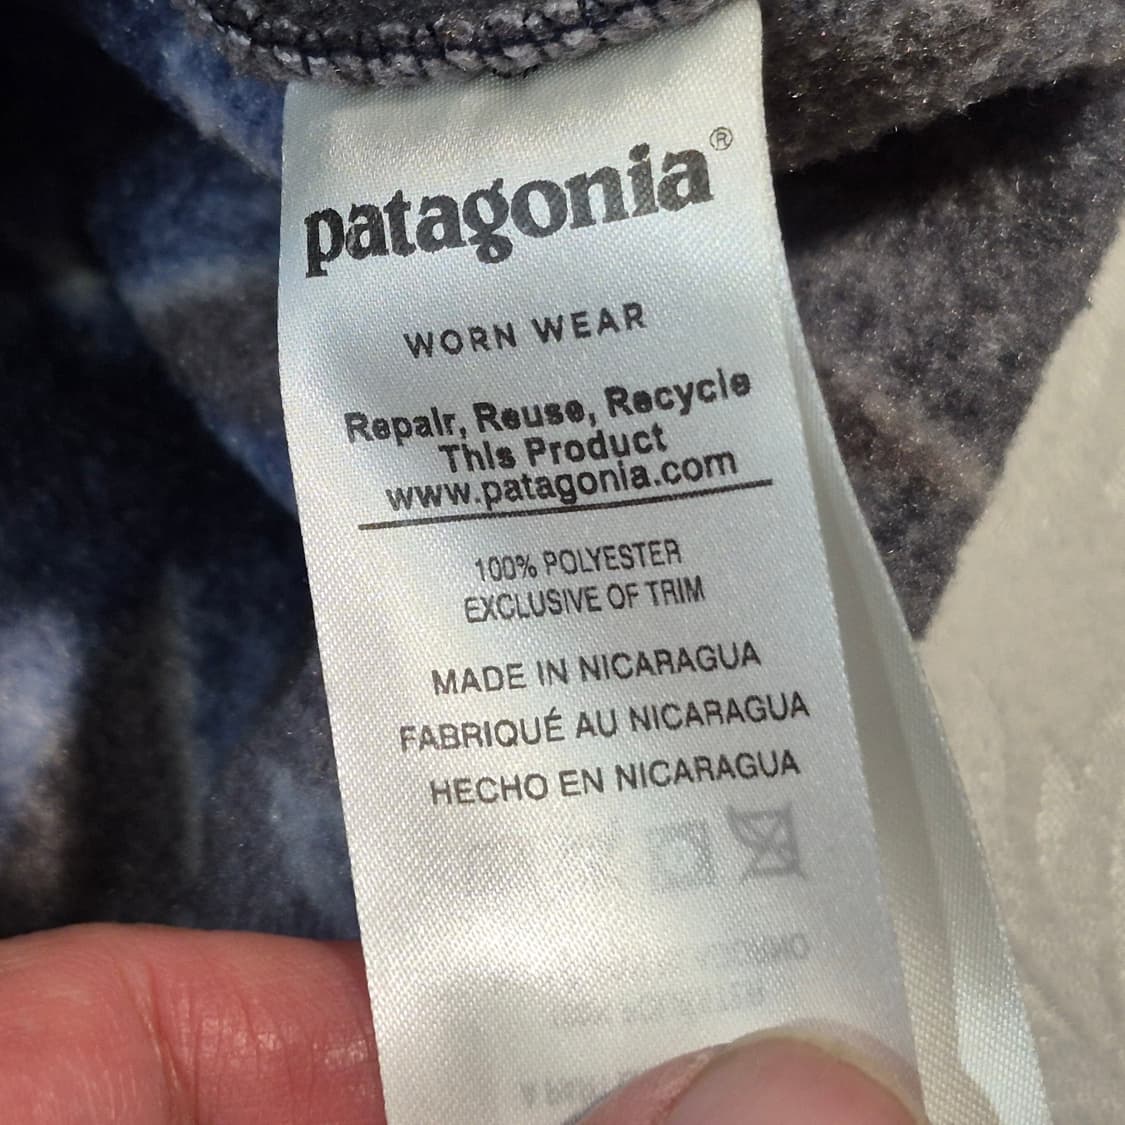 patagonia®
WORN WEAR
Repair, Reuse, Recycle
This Product
www.patagonia.com
100% POLYESTER
EXCLUSIVE OF TRIM
MADE IN NICARAGUA
FABRIQUÉ AU NICARAGUA
HECHO EN NICARAGUA